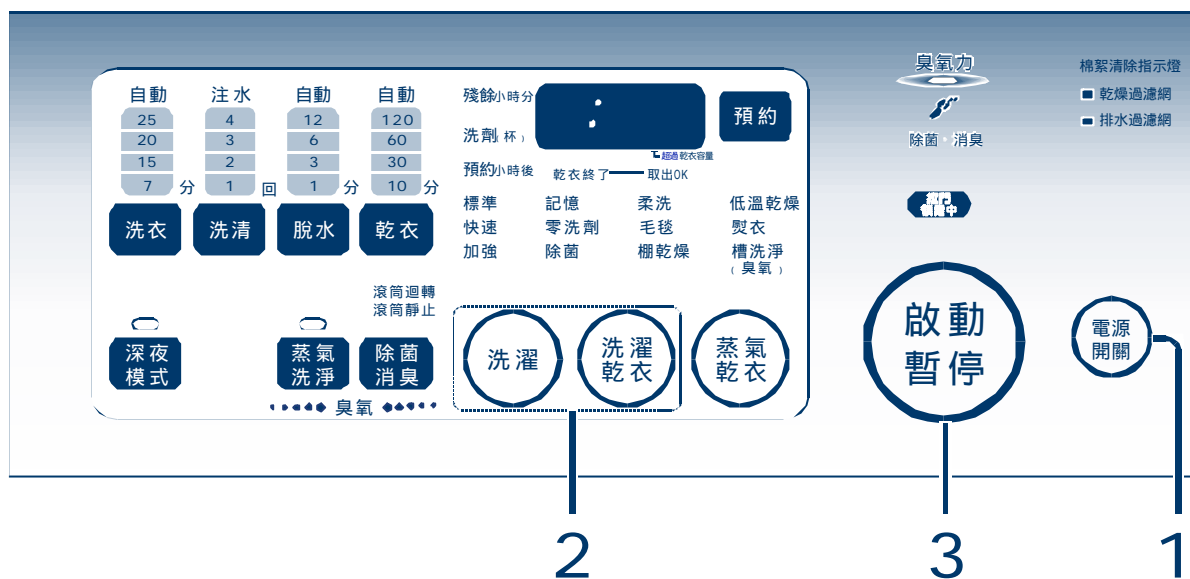 自動 注水 自動 自動
25 4 12 120
20 3 6 60
15 2 3 30
7 分 1 回 1 分 10 分
洗衣 洗清 脫水 乾衣
滾筒迴轉
滾筒靜止
深夜
模式
蒸氣
洗淨
除菌
消臭
臭氧
殘餘小時分
洗劑(杯)
預約小時後
:
預約
超過乾衣容量
乾衣終了 取出OK
標準 記憶 柔洗 低溫乾燥
快速 零洗劑 毛毯 熨衣
加強 除菌 棚乾燥 槽洗淨
(臭氧)
洗濯
洗濯
乾衣
蒸氣
乾衣
臭氧力
除菌·消臭
棉絮清除指示燈
乾燥過濾網
排水過濾網
啟動
暫停
電源
開關
2 3 1